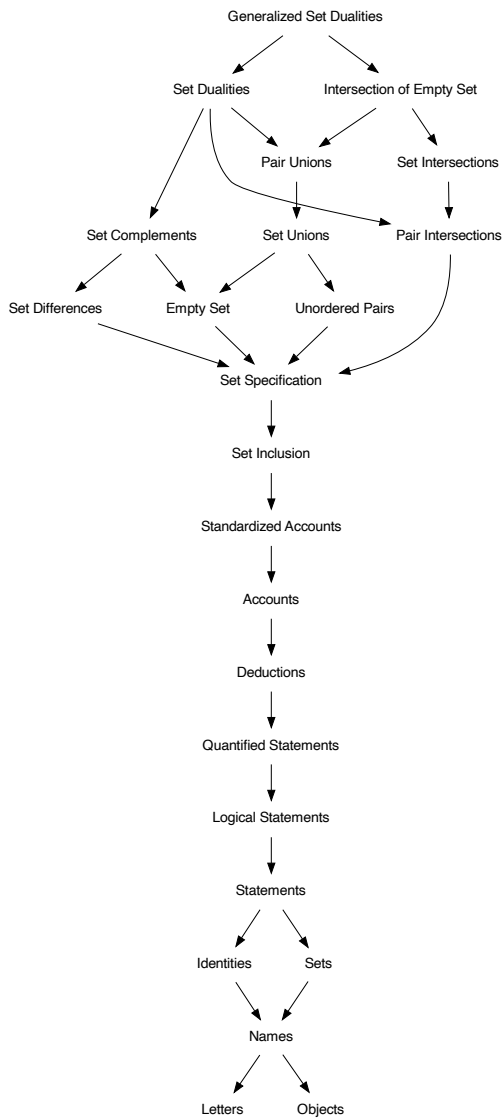 Generalized Set Dualities
Set Dualities
Intersection of Empty Set
Pair Unions
Set Intersections
Set Complements
Set Unions
Pair Intersections
Set Differences
Empty Set
Unordered Pairs
Set Specification
Set Inclusion
Standardized Accounts
Accounts
Deductions
Quantified Statements
Logical Statements
Statements
Identities
Sets
Names
Letters
Objects